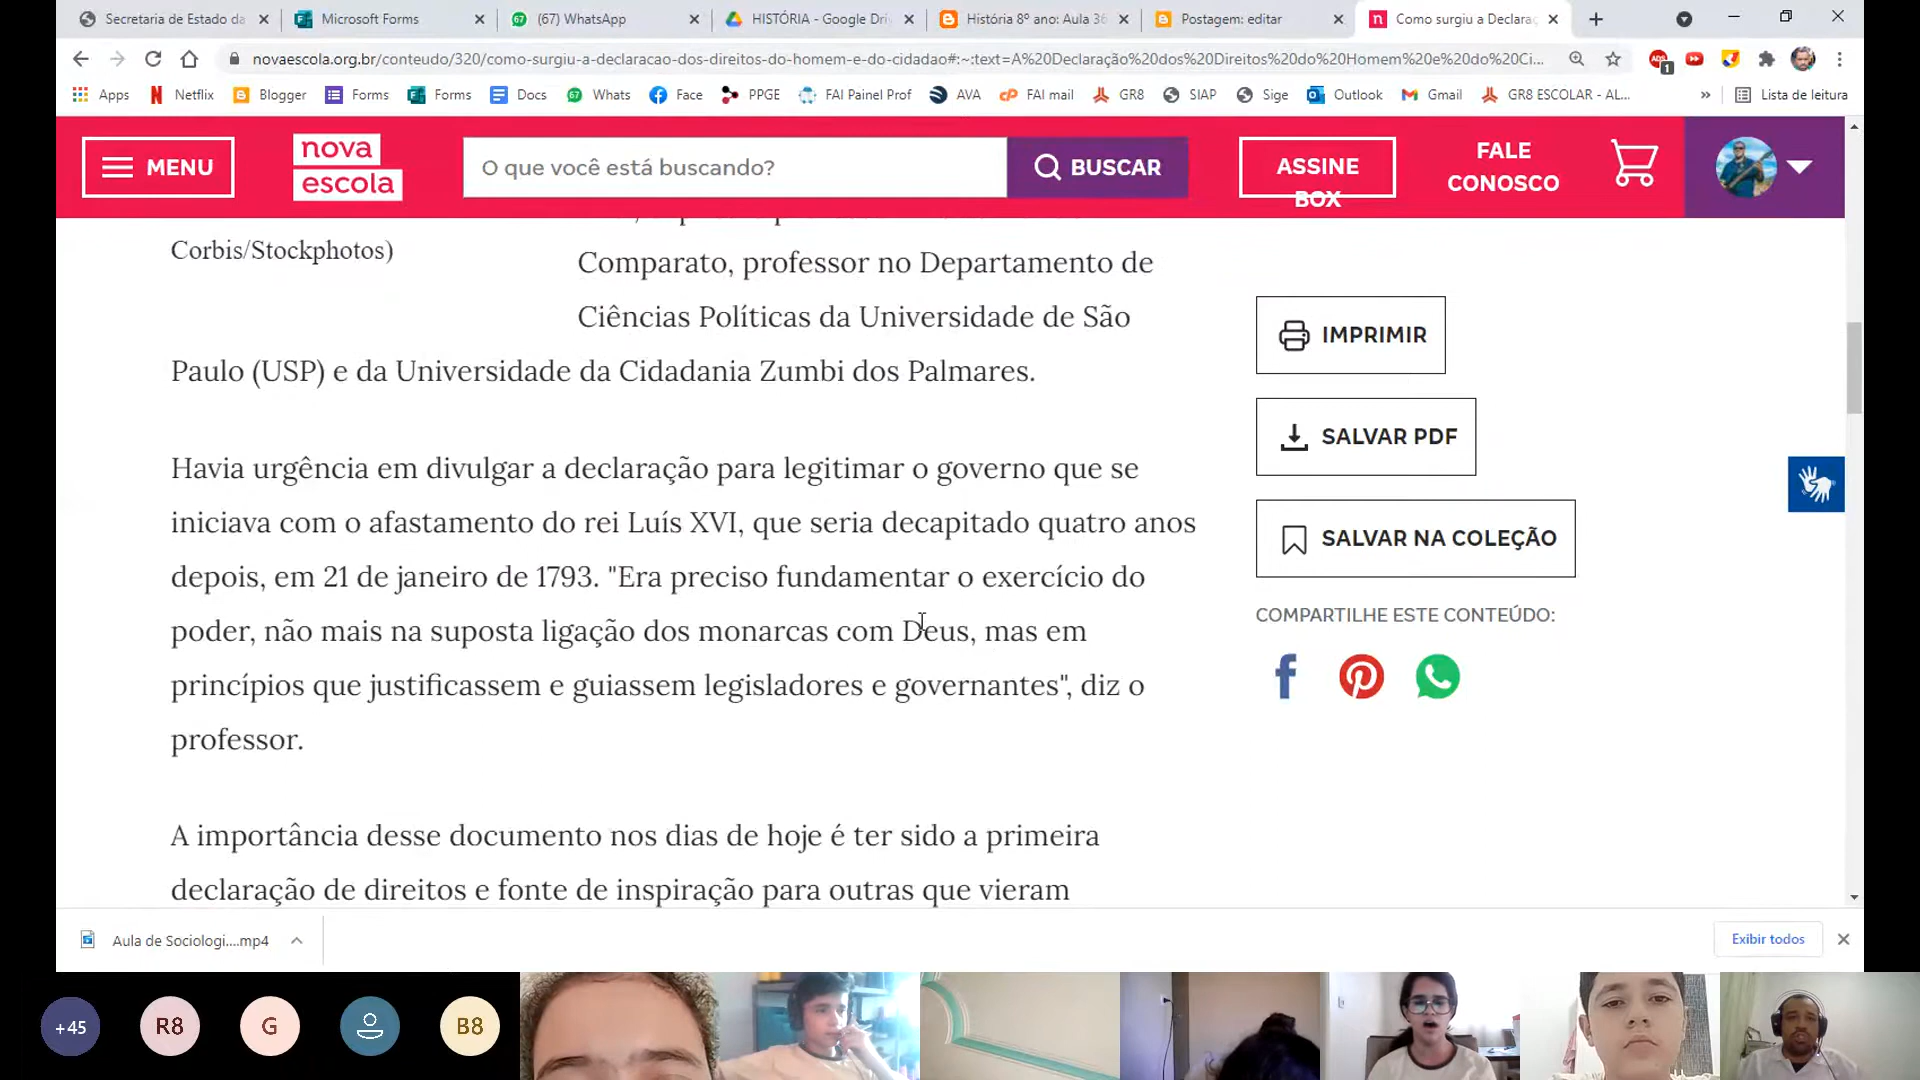 Secretaria de Estado da
Microsoft Forms
(67) WhatsApp
HISTÓRIA - Google Dri
História 8º ano: Aula 36
Postagem: editar
Como surgiu a Declara
novaescola.org.br/conteudo/320/como-surgiu-a-declaracao-dos-direitos-do-homem-e-do-cidadao#:~:text=A%20Declaração%20dos%20Direitos%20do%20Homem%20e%20do%20Ci...
Apps
Netflix
Blogger
Forms
Forms
Docs
Whats
Face
PPGE
FAI Painel Prof
AVA
FAI mail
GR8
SIAP
Sige
Outlook
Gmail
GR8 ESCOLAR - AL...
»
Lista de leitura
MENU
nova
escola
O que você está buscando?
BUSCAR
ASSINE
BOX
FALE
CONOSCO
Corbis/Stockphotos)
Comparato, professor no Departamento de
Ciências Políticas da Universidade de São
Paulo (USP) e da Universidade da Cidadania Zumbi dos Palmares.
Havia urgência em divulgar a declaração para legitimar o governo que se
iniciava com o afastamento do rei Luís XVI, que seria decapitado quatro anos
depois, em 21 de janeiro de 1793. "Era preciso fundamentar o exercício do
poder, não mais na suposta ligação dos monarcas com Deus, mas em
princípios que justificassem e guiassem legisladores e governantes", diz o
professor.
A importância desse documento nos dias de hoje é ter sido a primeira
declaração de direitos e fonte de inspiração para outras que vieram
IMPRIMIR
SALVAR PDF
SALVAR NA COLEÇÃO
COMPARTILHE ESTE CONTEÚDO:
Aula de Sociologi....mp4
Exibir todos
+45
R8
G
B8